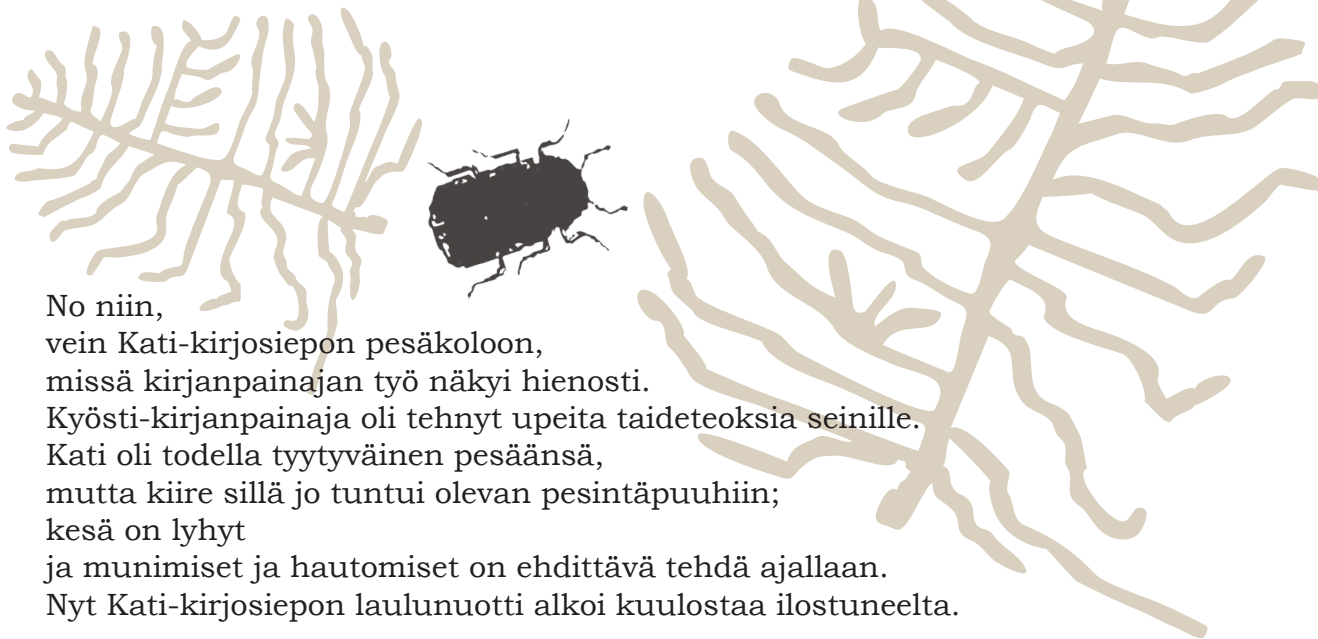 No niin,
vein Kati-kirjosiepon pesäkoloon,
missä kirjanpainajan työ näkyi hienosti.
Kyösti-kirjanpainaja oli tehnyt upeita taideteoksia seinille.
Kati oli todella tyytyväinen pesäänsä,
mutta kiire sillä jo tuntui olevan pesintäpuuhiin;
kesä on lyhyt
ja munimiset ja hautomiset on ehdittävä tehdä ajallaan.
Nyt Kati-kirjosiepon laulunuotti alkoi kuulostaa ilostuneelta.